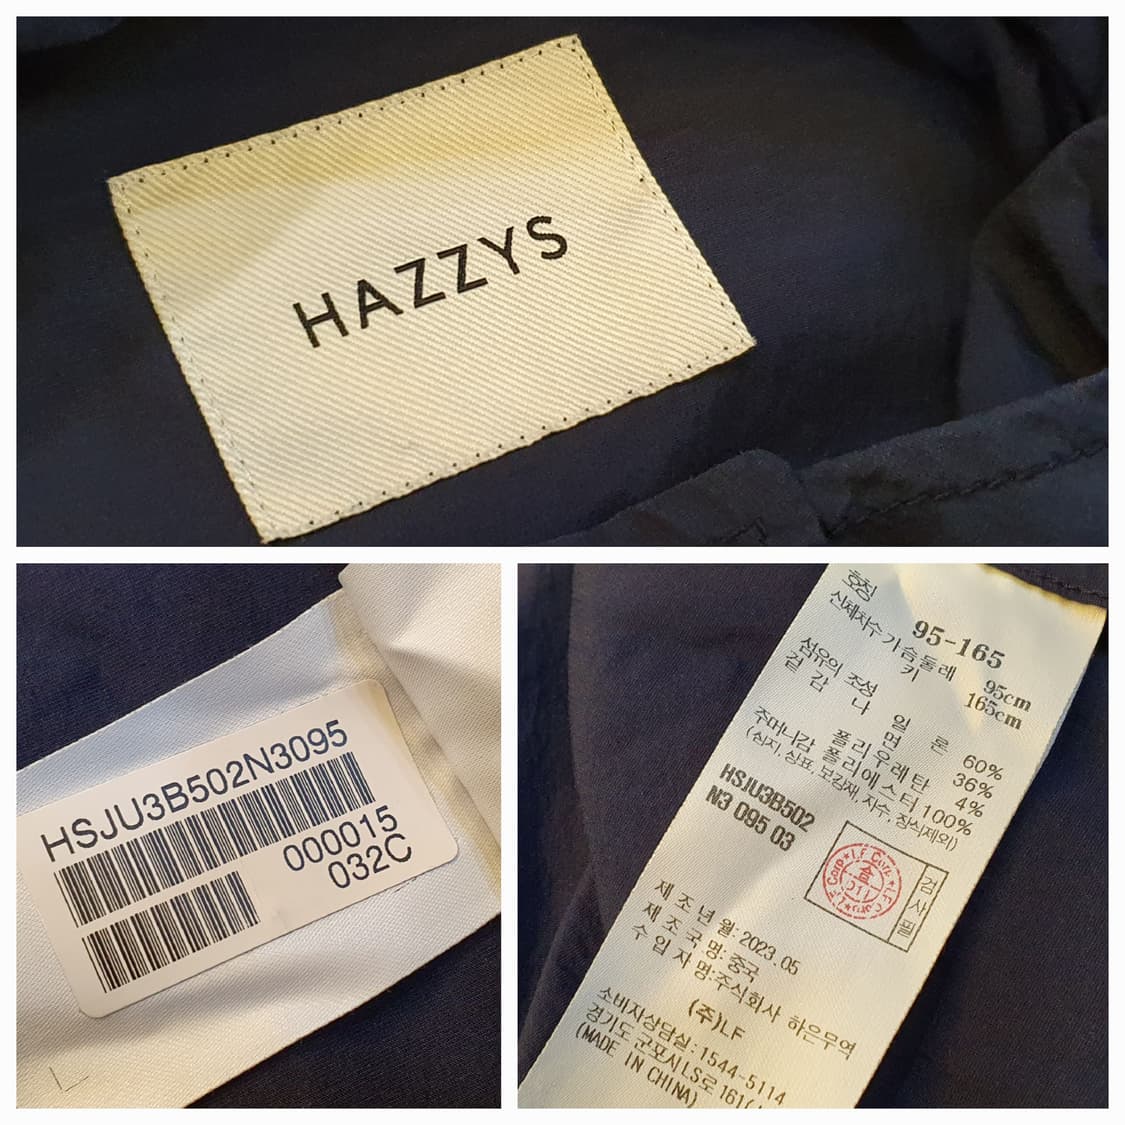 HAZZYS
HSJU3B502N3095
000015
032C
호칭 95-165
신체치수 가슴둘레 95cm
키 165cm
섬유의 조성
겉감 나일론 60%
면 36%
폴리우레탄 4%
주머니감 폴리에스터 100%
(심지, 상표, 보강재, 자수, 장식제외)
HSJU3B502
N3 095 03
검사필
LF Corp ★ LF Corp ★ LF Corp ★
제조년월: 2023.05
제조국명: 중국
수입자명: 주식회사 하은무역
(주)LF
소비자상담실: 1544-5114
경기도 군포시 LS로 161(
(MADE IN CHINA)